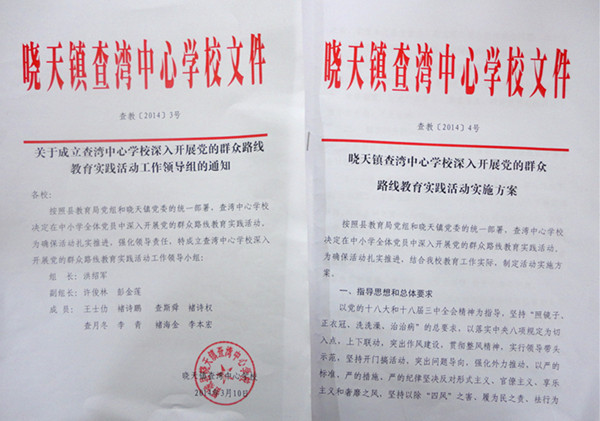 晓天镇查湾中心学校文件
查教〔2014〕3号
关于成立查湾中心学校深入开展党的群众路线
教育实践活动工作领导组的通知
各校：
按照县教育局党组和晓天镇党委的统一部署，查湾中心学校
决定在中小学全体党员中深入开展党的群众路线教育实践活动，
为确保活动扎实推进，强化领导责任，特成立查湾中心学校深入
开展党的群众路线教育实践活动工作领导小组：
组 长：洪绍军
副组长：许俊林 彭金莲
成 员：王士仿 褚诗鹏 查斯舜 褚诗权
查月冬 李 青 褚海金 李本宏
晓天镇查湾中心学校
2014年3月10日
晓天镇查湾中心学校文件
查教〔2014〕4号
晓天镇查湾中心学校深入开展党的群众
路线教育实践活动实施方案
按照县教育局党组和晓天镇党委的统一部署，查湾中心学校
决定在中小学全体党员中深入开展党的群众路线教育实践活动，
为确保活动扎实推进，结合我校教育工作实际，制定活动实施方
案。
一、指导思想和总体要求
以党的十八大和十八届三中全会精神为指导，坚持“照镜子、
正衣冠、洗洗澡、治治病”的总要求，以落实中央八项规定为切
入点，上下联动，突出作风建设，贯彻整风精神，实行领导带头
示范，坚持开门搞活动，突出问题导向，强化外力推动，以严的
标准、严的措施、严的纪律坚决反对形式主义、官僚主义、享乐
主义和奢靡之风，坚持以除“四风”之害，履为民之责，祛行为